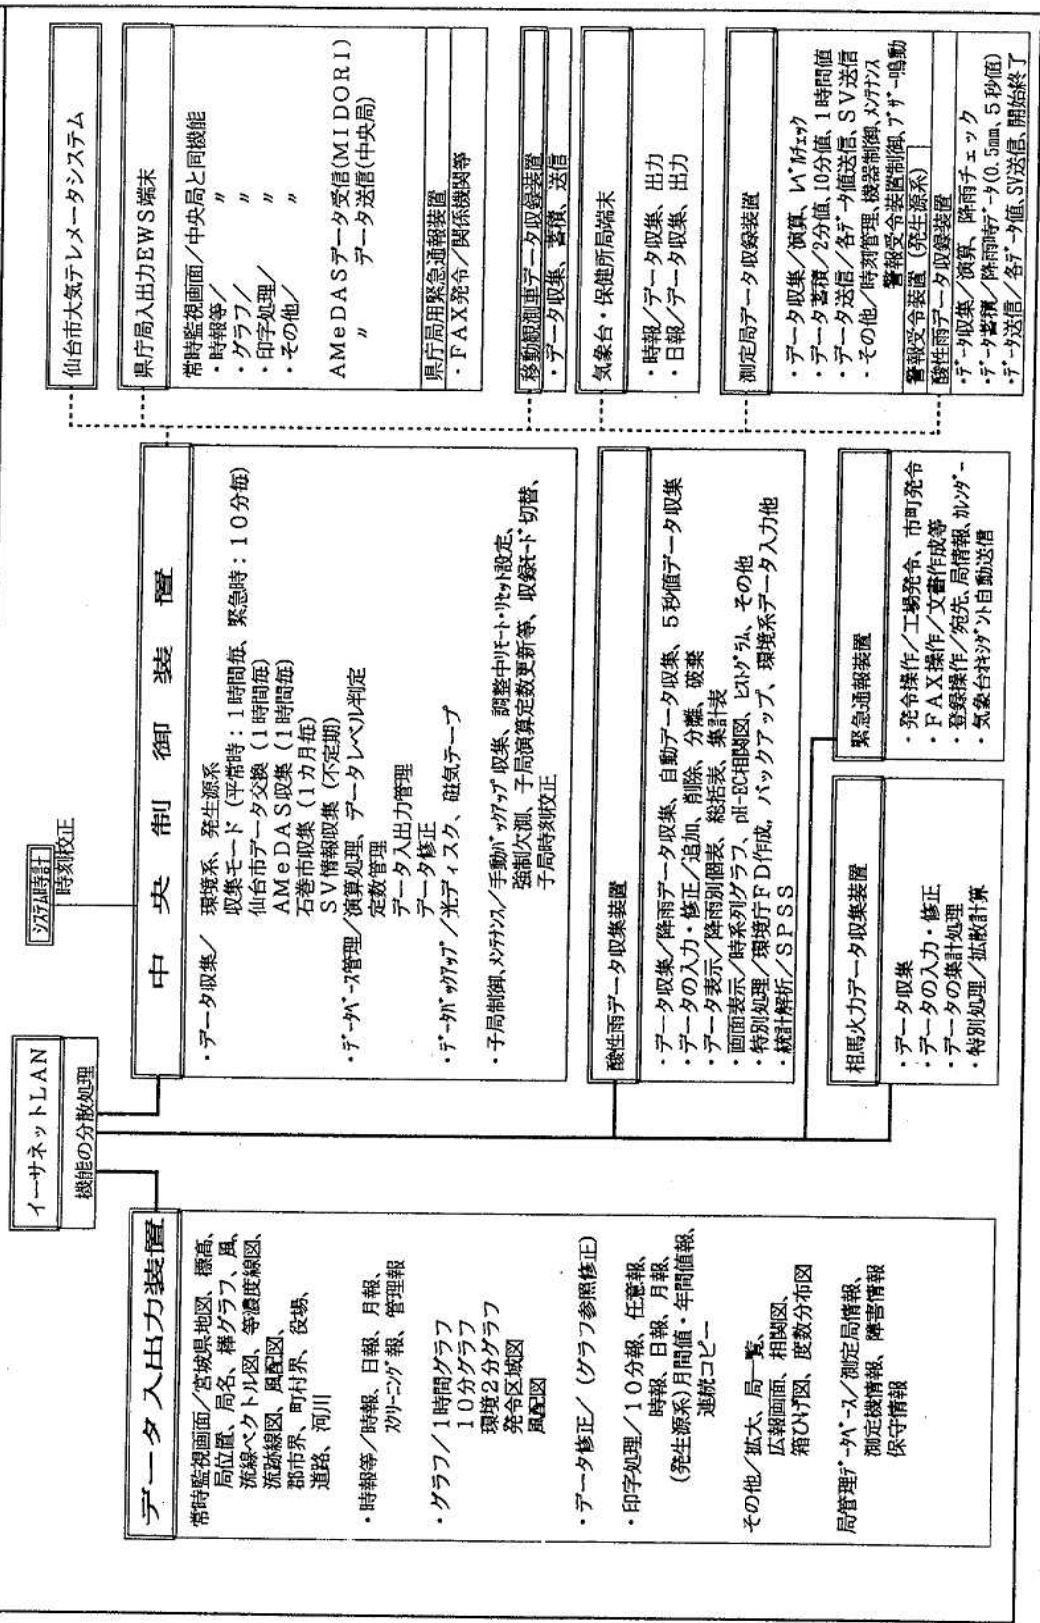 イーサネットLAN
機能の分散処理
システム時計
時刻校正
データ入出力装置
常時監視画面/宮城県地図、標高、
局位置、局名、棒グラフ、風、
流線ベクトル図、等濃度線図、
流跡線図、風配図、
郡市界、町村界、役場、
道路、河川
・時報等/時報、日報、月報、
スクリーニング報、管理報
・グラフ/1時間グラフ
10分グラフ
環境2分グラフ
発令区域図
風配図
・データ修正/(グラフ参照修正)
・印字処理/10分報、任意報、
時報、日報、月報、
(発生源系)月間値・年間値報、
連続コピー
その他/拡大、局一覧、
広報画面、相関図、
箱ひげ図、度数分布図
局管理データベース/測定局情報、
測定機情報、障害情報
保守情報
中央制御装置
・データ収集/ 環境系、発生源系
収集モード(平常時:1時間毎、緊急時:10分毎)
仙台市データ交換(1時間毎)
AMeDAS収集(1時間毎)
石巻市収集(1カ月毎)
SV情報収集(不定期)
・データベース管理/演算処理、データレベル判定
定数管理
データ入出力管理
データ修正
・データバックアップ/光ディスク、磁気テープ
・子局制御、メンテナンス/手動バックアップ収集、調整中リモート・リセット設定、
強制欠測、子局演算定数更新等、収録モード切替、
子局時刻校正
酸性雨データ収集装置
・データ収集/降雨データ収集、自動データ収集、5秒値データ収集
・データの入力・修正/追加、削除、分離、破棄
・データ表示/降雨別個表、総括表、集計表
・画面表示/時系列グラフ、pH-EC相関図、ヒストグラム、その他
・特別処理/環境庁FD作成，バックアップ、環境系データ入力他
・統計解析/SPSS
相馬火力データ収集装置
・データ収集
・データの入力・修正
・データの集計処理
・特別処理/拡散計算
緊急通報装置
・発令操作/工場発令、市町発令
・FAX操作/文書作成等
・登録操作/宛先、局情報、カレンダー
・気象台オキシダント自動送信
仙台市大気テレメータシステム
県庁局入出力EWS端末
常時監視画面/中央局と同機能
・時報等/ 〃
・グラフ/ 〃
・印字処理/ 〃
・その他/ 〃
AMeDASデータ受信(MIDORI)
〃 データ送信(中央局)
県庁局用緊急通報装置
・FAX発令/関係機関等
移動観測車データ収録装置
・データ収集、蓄積、送信
気象台・保健所局端末
・時報/データ収集、出力
・日報/データ収集、出力
測定局データ収録装置
・データ収集/演算、レベルチェック
・データ蓄積/2分値、10分値、1時間値
・データ送信/各データ値送信、SV送信
・その他/時刻管理、機器制御、メンテナンス
警報受令装置制御、ブザー鳴動
警報受令装置(発生源系)
酸性雨データ収録装置
・データ収集/演算、降雨チェック
・データ蓄積/降雨時データ(0.5mm、5秒値)
・データ送信/各データ値、SV送信、開始終了